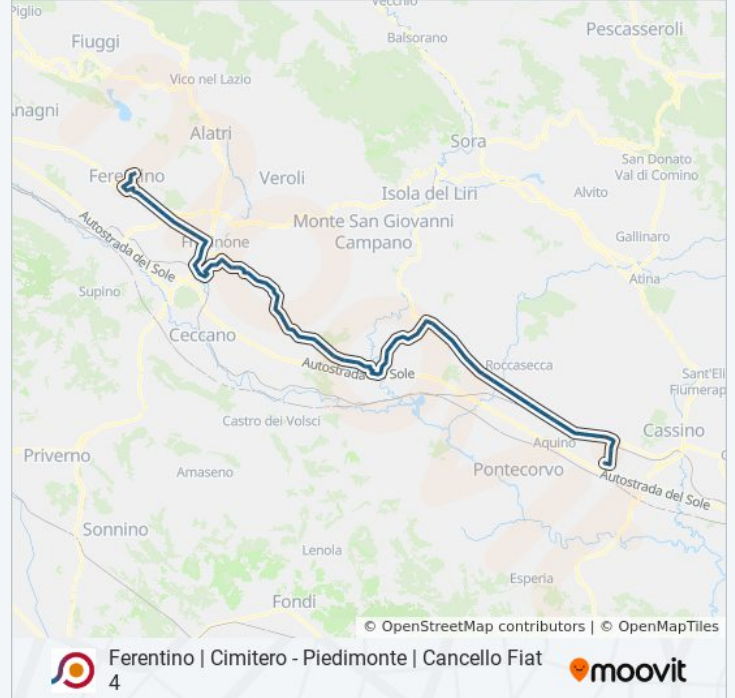 vecchio
Piglio
Balsorano
Pescasseroli
Fiuggi
Vico nel Lazio
Anagni
Alatri
Sora
San Donato
Val di Comino
Ferentino
Veroli
Isola del Liri
Alvito
Monte San Giovanni
Campano
Gallinaro
Frosinone
Autostrada del Sole
Atina
Supino
Ceccano
Autostrada del Sole
Roccasecca
Sant'Eli
Fiumerap
Castro dei Volsci
Aquino
Cassino
Priverno
Amaseno
Pontecorvo
Autostrada del Sole
Sonnino
Lenola
Esperia
Fondi
© OpenStreetMap contributors | © OpenMapTiles
Ferentino | Cimitero - Piedimonte | Cancello Fiat
4
moovit